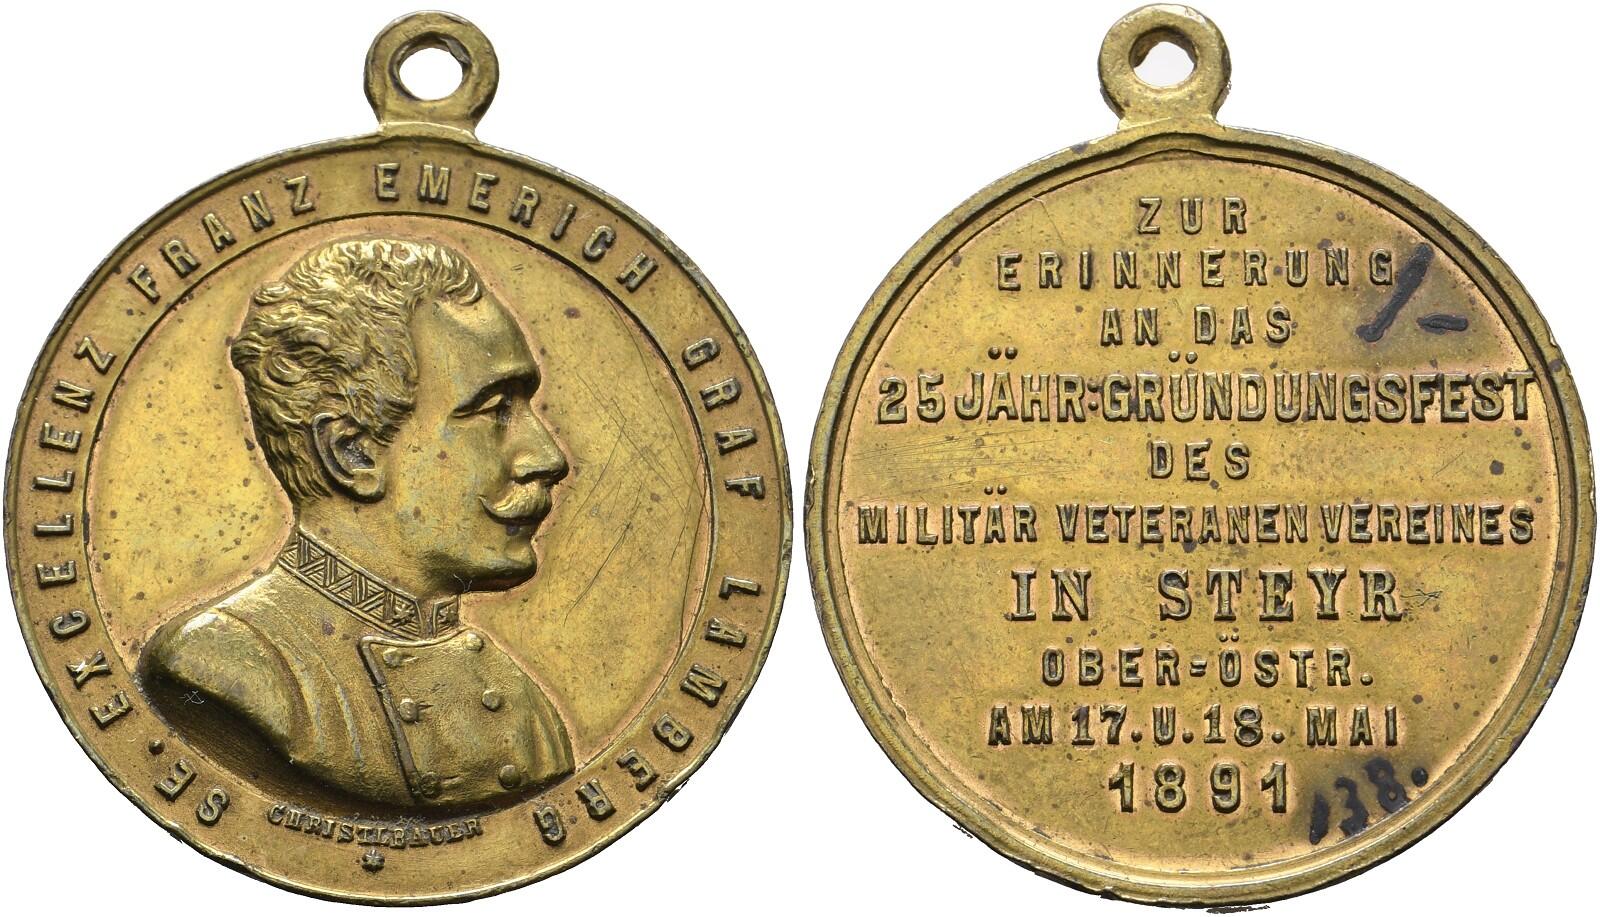 SE. EXCELLENZ FRANZ EMERICH GRAF LAMBERG
CHRISTLBAUER
ZUR
ERINNERUNG
AN DAS
25 JÄHR:GRÜNDUNGSFEST
DES
MILITÄR VETERANEN VEREINES
IN STEYR
OBER=ÖSTR.
AM 17. U. 18. MAI
1891
1/-
138.